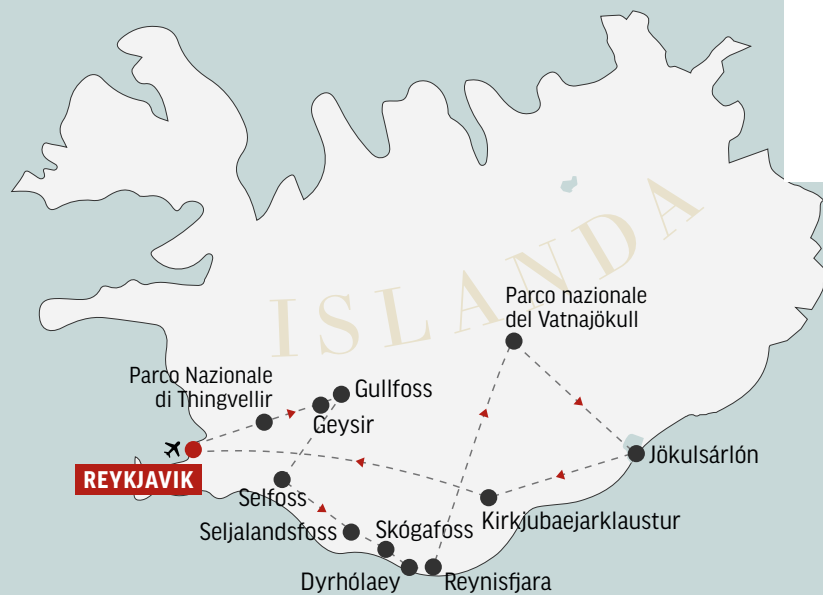 ISLANDA
Parco nazionale
del Vatnajökull
Parco Nazionale
di Thingvellir
Gullfoss
Geysir
REYKJAVIK
Jökulsárlón
Selfoss
Kirkjubaejarklaustur
Seljalandsfoss
Skógafoss
Dyrhólaey
Reynisfjara